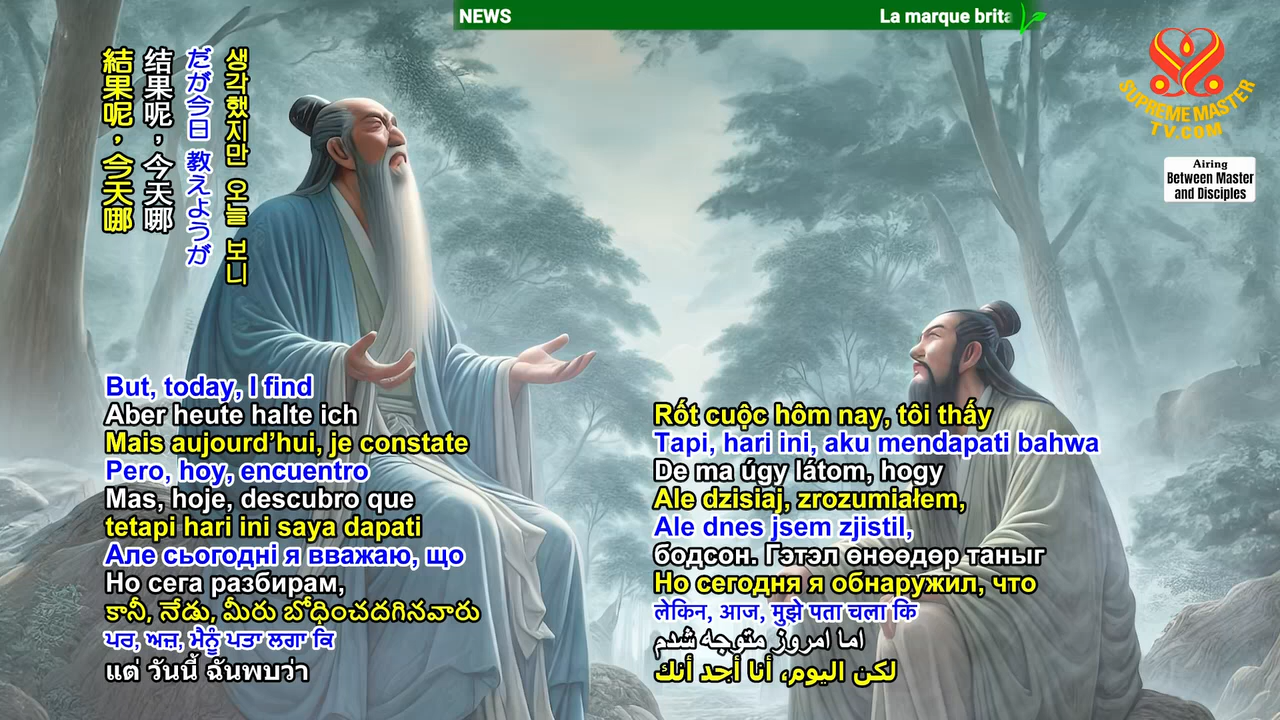 NEWS
La marque brita
SUPREME MASTER
TV.COM
Airing
Between Master
and Disciples
생각했지만 오늘 보니
だが今日 教えようが
结果呢，今天哪
結果呢，今天哪
But, today, I find
Aber heute halte ich
Mais aujourd’hui, je constate
Pero, hoy, encuentro
Mas, hoje, descubro que
tetapi hari ini saya dapati
Але сьогодні я вважаю, що
Но сега разбирам,
కానీ, నేడు, మీరు బోధించదగినవారు
ਪਰ, ਅਜ਼, ਮੈਨੂੰ ਪਤਾ ਲਗਾ ਕਿ
แต่ วันนี้ ฉันพบว่า
Rốt cuộc hôm nay, tôi thấy
Tapi, hari ini, aku mendapati bahwa
De ma úgy látom, hogy
Ale dzisiaj, zrozumiałem,
Ale dnes jsem zjistil,
бодсон. Гэтэл өнөөдөр таныг
Но сегодня я обнаружил, что
लेकिन, आज, मुझे पता चला कि
اما امروز متوجه شدم
لكن اليوم، أنا أجد أنك